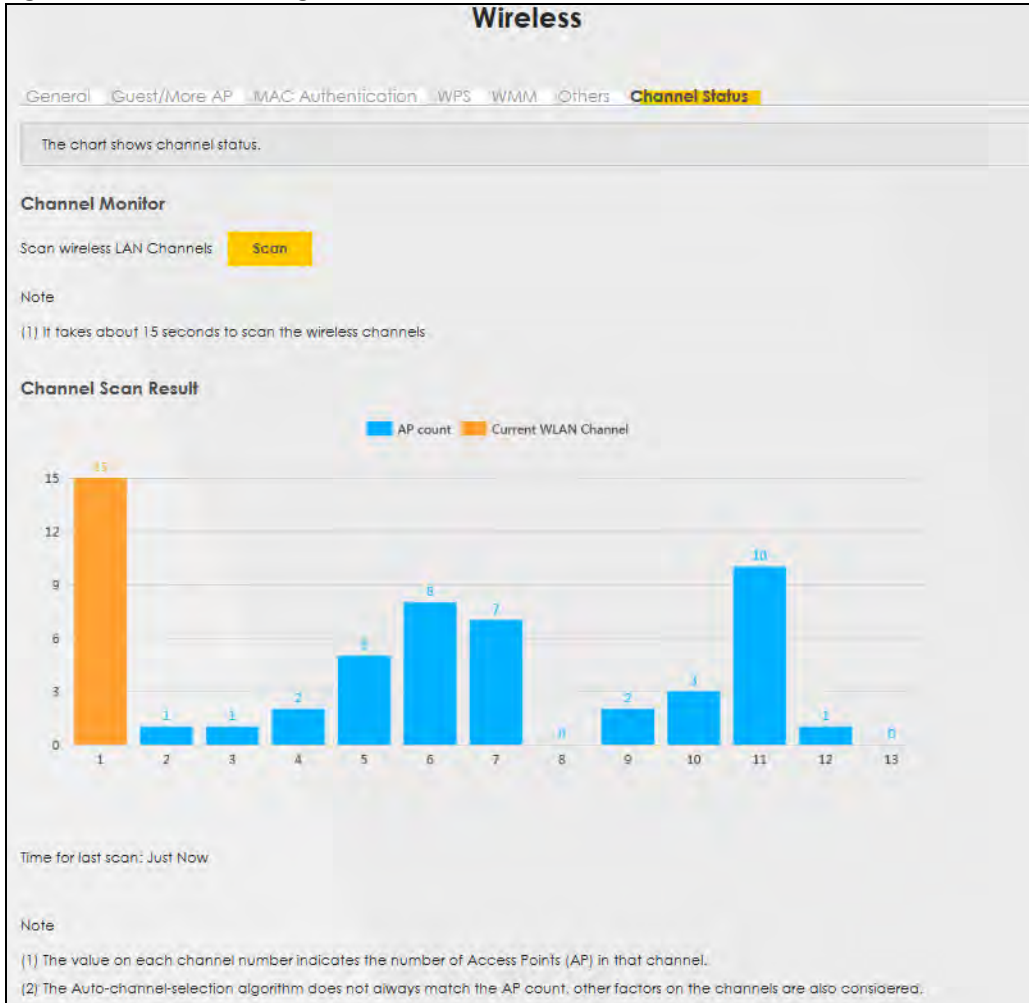 Wireless
General Guest/More AP MAC Authentication WPS WMM Others Channel Status
The chart shows channel status.
Channel Monitor
Scan wireless LAN Channels Scan
Note
(1) It takes about 15 seconds to scan the wireless channels
Channel Scan Result
AP count Current WLAN Channel
15
15
12
10
9
8
7
6
5
3
3
2
2
1
1
1
0
0
0
1 2 3 4 5 6 7 8 9 10 11 12 13
Time for last scan: Just Now
Note
(1) The value on each channel number indicates the number of Access Points (AP) in that channel.
(2) The Auto-channel-selection algorithm does not always match the AP count, other factors on the channels are also considered.